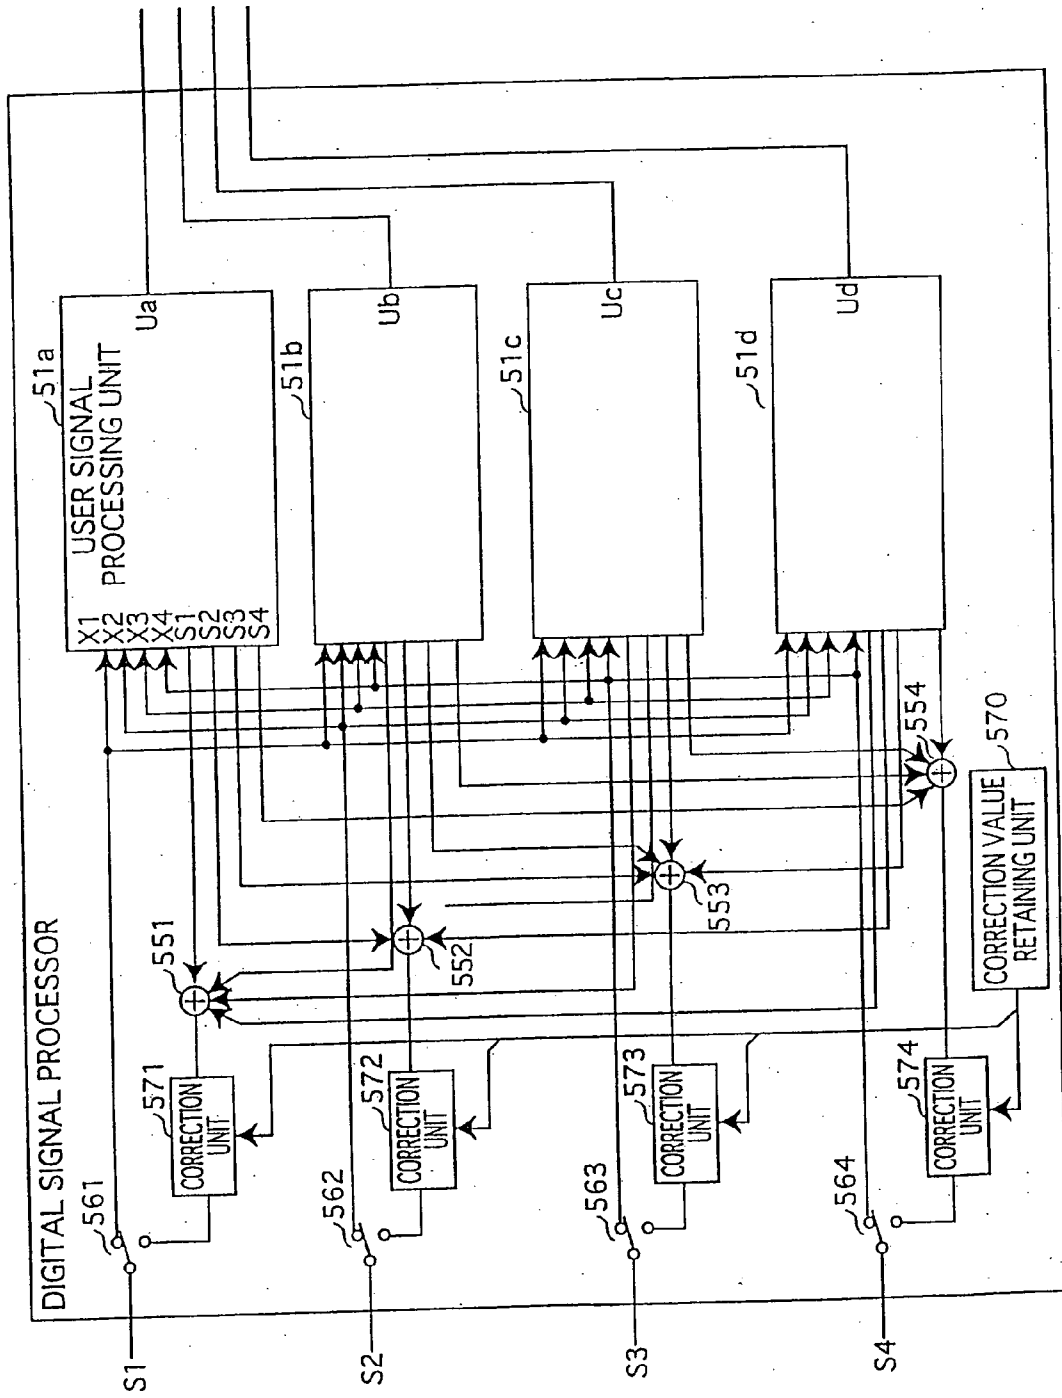 DIGITAL SIGNAL PROCESSOR
51a
USER SIGNAL
PROCESSING UNIT
X1
X2
X3
X4
S1
S2
S3
S4
Ua
51b
Ub
51c
Uc
51d
Ud
551
552
553
554
561
571
CORRECTION
UNIT
562
572
CORRECTION
UNIT
563
573
CORRECTION
UNIT
564
574
CORRECTION
UNIT
570
CORRECTION VALUE
RETAINING UNIT
S1
S2
S3
S4